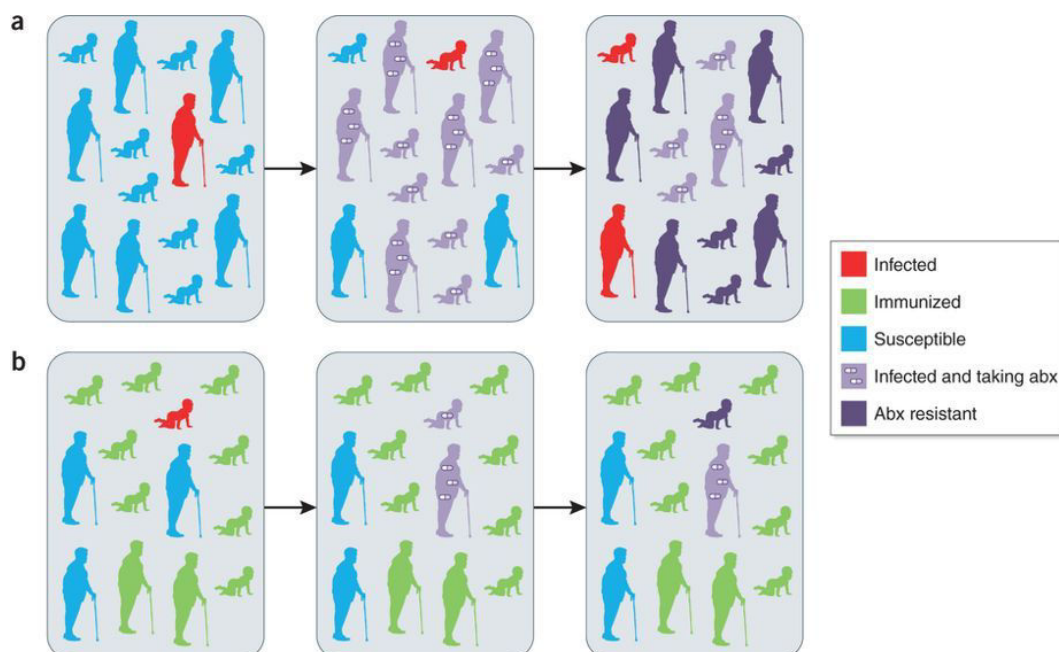 a
b
Infected
Immunized
Susceptible
Infected and taking abx
Abx resistant